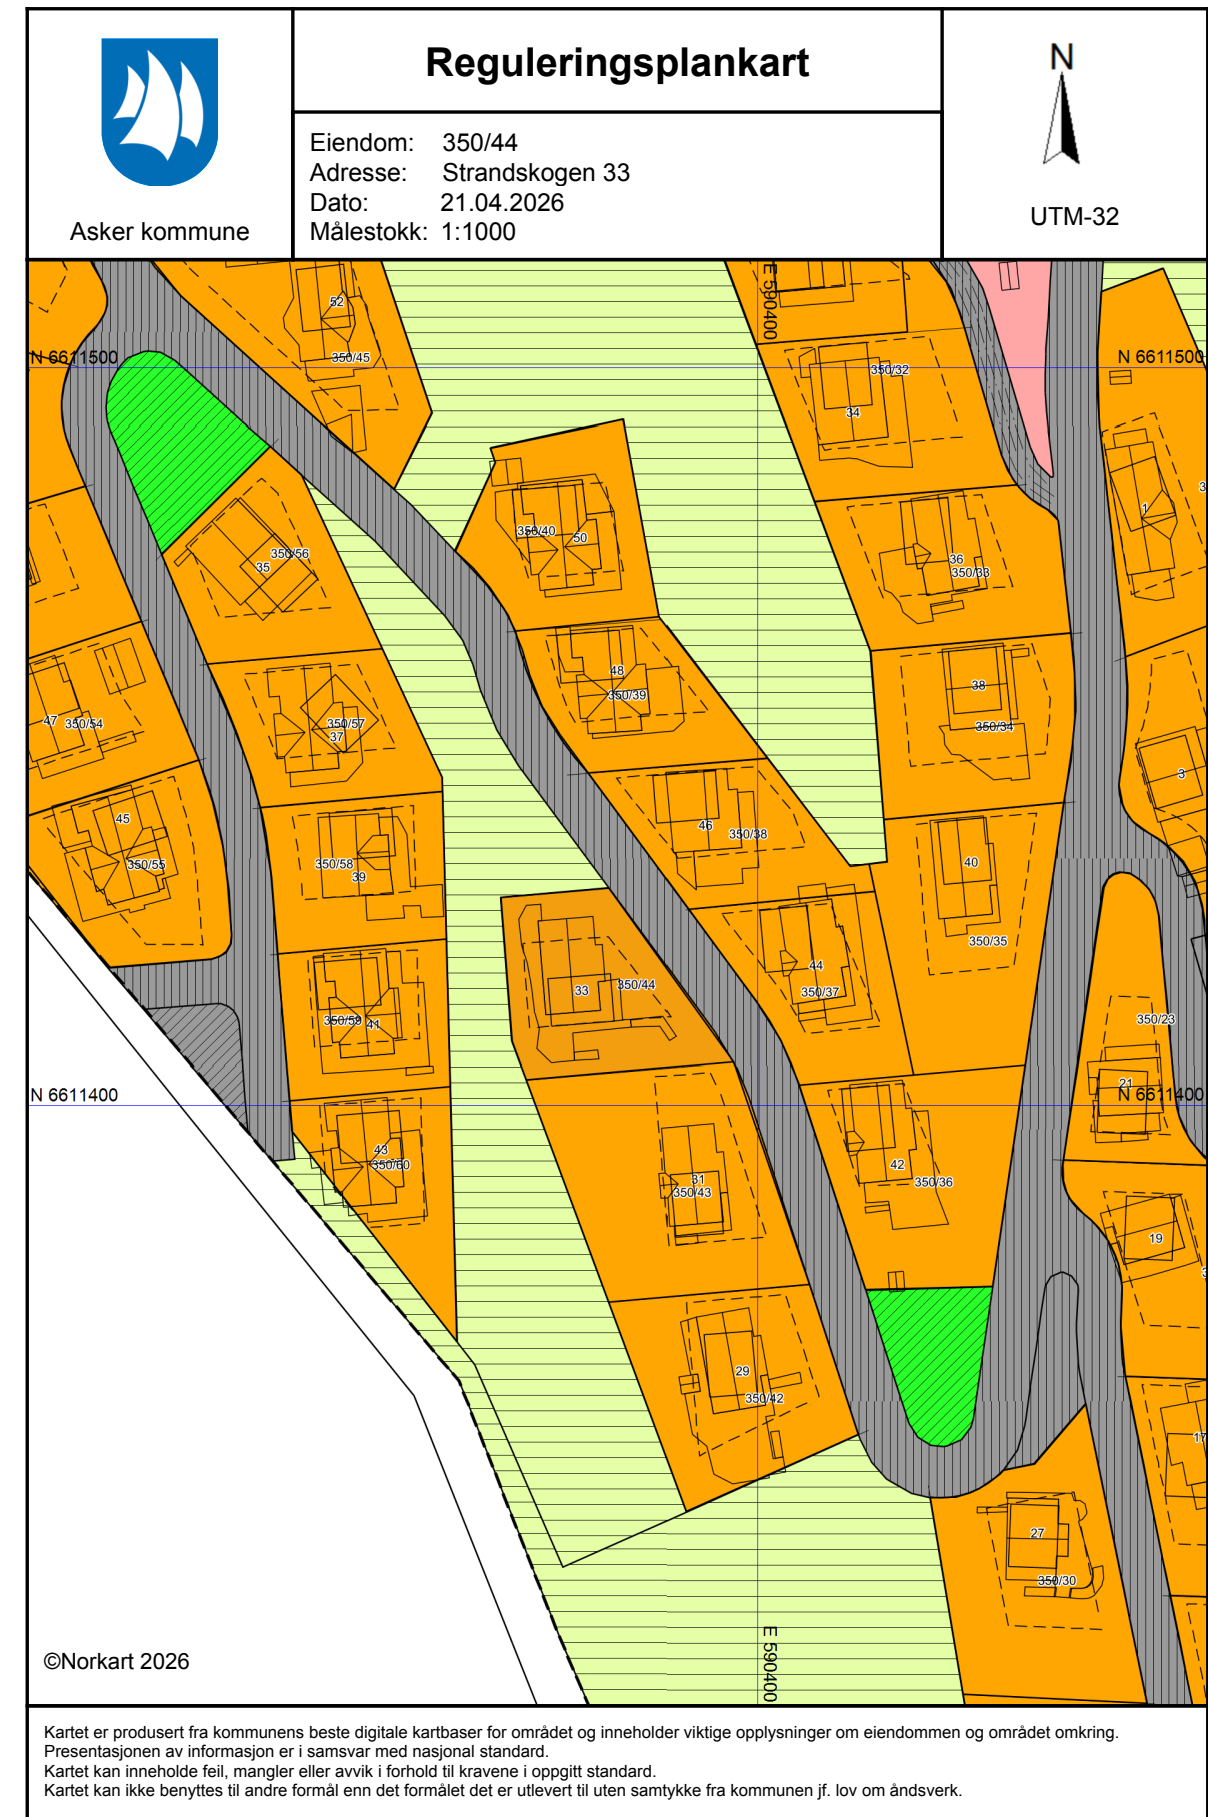 Reguleringsplankart
Eiendom: 350/44
Adresse: Strandskogen 33
Dato: 21.04.2026
Målestokk: 1:1000
Asker kommune
N
UTM-32
E 590400
52
350/45
N 6611500
N 6611500
350/32
34
1
350/40
50
36
350/33
350/56
35
48
350/39
38
350/34
47
350/54
350/57
37
3
45
350/55
46
350/38
350/58
39
40
350/35
44
350/37
33
350/44
350/59
41
350/23
21
N 6611400
N 6611400
43
350/60
31
350/43
42
350/36
19
29
350/42
17
27
350/30
E 590400
©Norkart 2026
Kartet er produsert fra kommunens beste digitale kartbaser for området og inneholder viktige opplysninger om eiendommen og området omkring.
Presentasjonen av informasjon er i samsvar med nasjonal standard.
Kartet kan inneholde feil, mangler eller avvik i forhold til kravene i oppgitt standard.
Kartet kan ikke benyttes til andre formål enn det formålet det er utlevert til uten samtykke fra kommunen jf. lov om åndsverk.